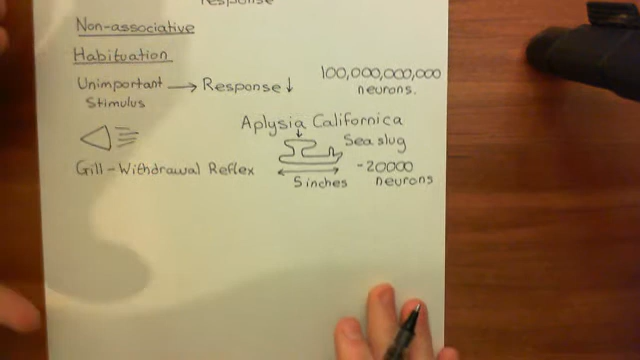 response
Non-associative
Habituation
Unimportant → Response ↓
Stimulus
100,000,000,000
neurons.
Aplysia Californica
Sea slug
Gill-Withdrawal Reflex
5 inches
~20000
neurons